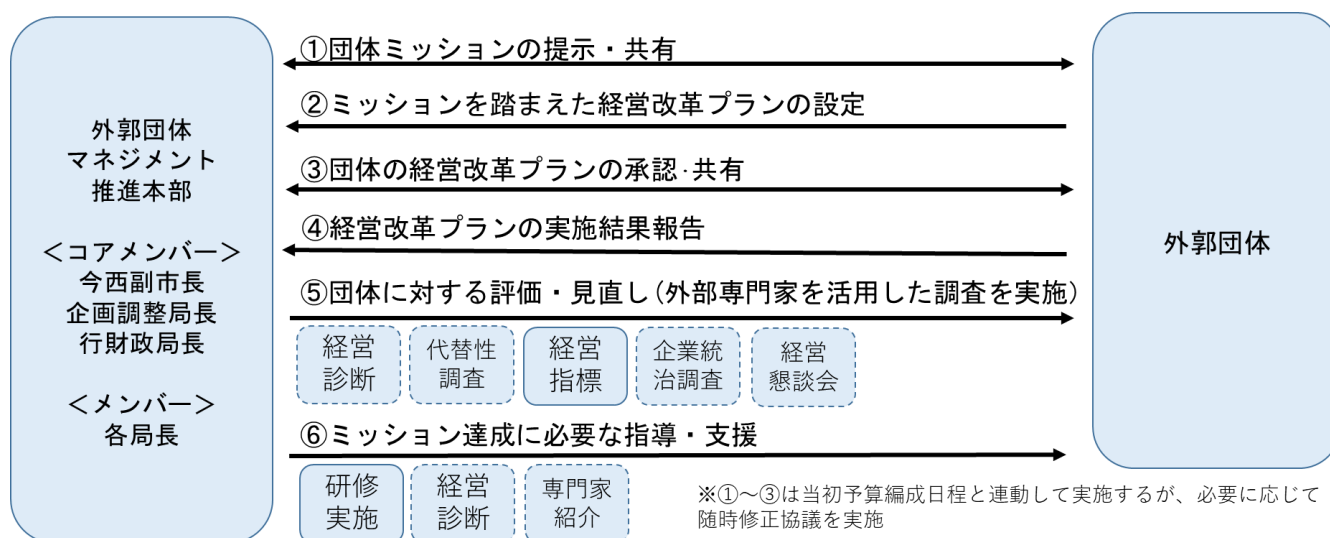 外郭団体
マネジメント
推進本部
＜コアメンバー＞
今西副市長
企画調整局長
行財政局長
＜メンバー＞
各局長
①団体ミッションの提示・共有
②ミッションを踏まえた経営改革プランの設定
③団体の経営改革プランの承認·共有
④経営改革プランの実施結果報告
⑤団体に対する評価・見直し(外部専門家を活用した調査を実施)
経営
診断
代替性
調査
経営
指標
企業統
治調査
経営
懇談会
⑥ミッション達成に必要な指導・支援
研修
実施
経営
診断
専門家
紹介
外郭団体
※①～③は当初予算編成日程と連動して実施するが、必要に応じて
随時修正協議を実施